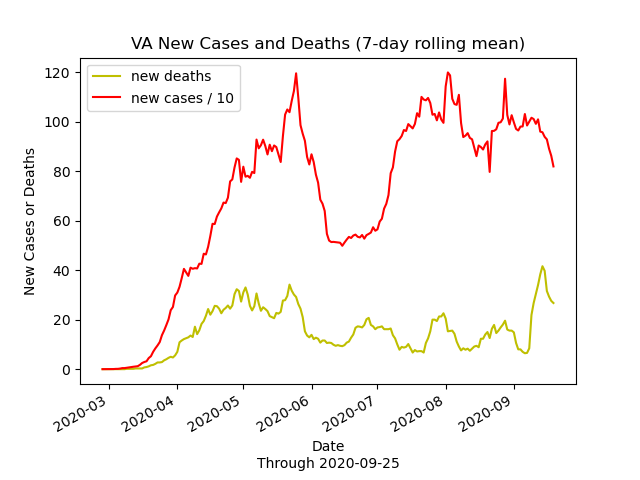 VA New Cases and Deaths (7-day rolling mean)
new deaths
new cases / 10
120
100
80
60
40
20
0
New Cases or Deaths
2020-03
2020-04
2020-05
2020-06
2020-07
2020-08
2020-09
Date
Through 2020-09-25